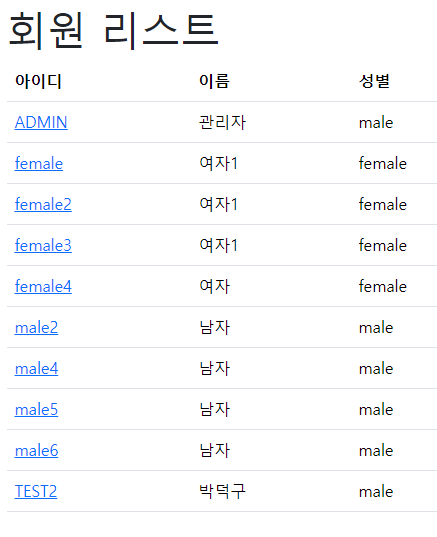 회원 리스트
아이디 이름 성별
ADMIN 관리자 male
female 여자1 female
female2 여자1 female
female3 여자1 female
female4 여자 female
male2 남자 male
male4 남자 male
male5 남자 male
male6 남자 male
TEST2 박덕구 male